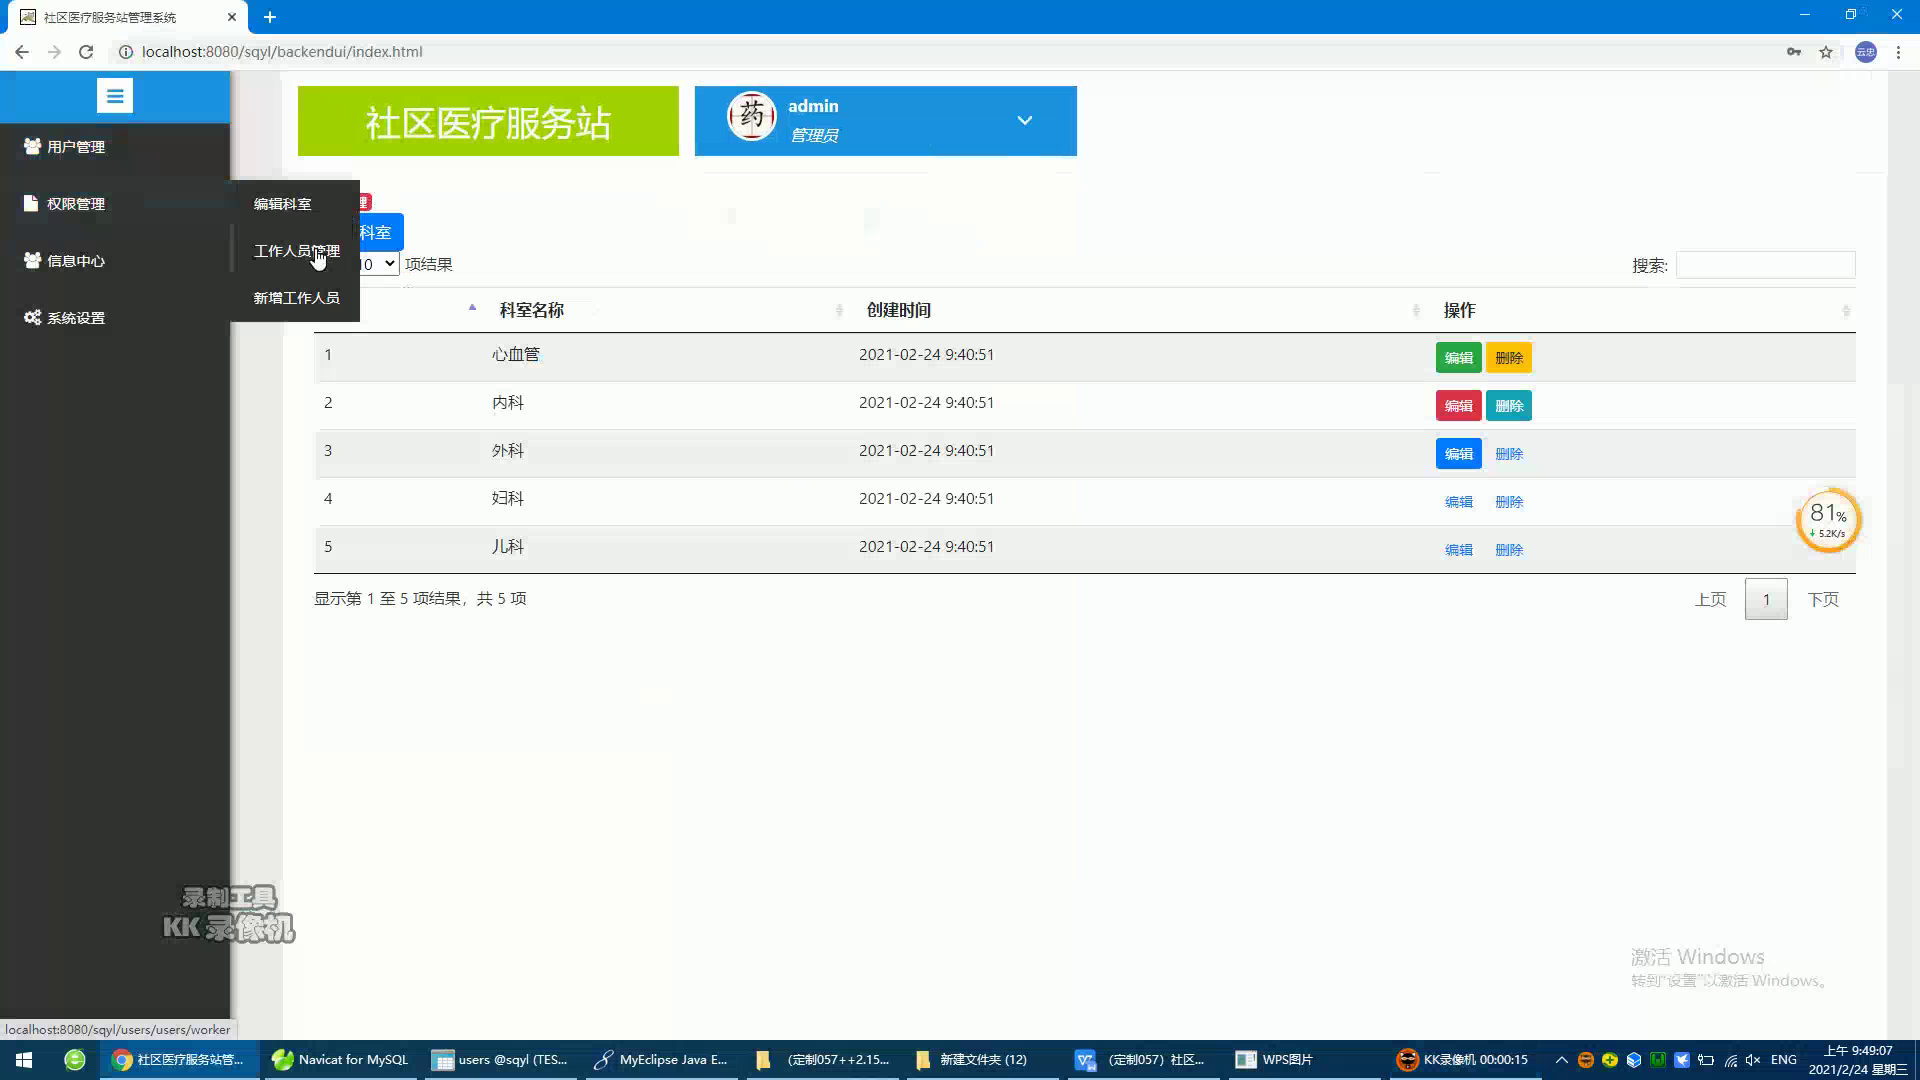 社区医疗服务站管理系统
localhost:8080/sqyl/backendui/index.html
云忠
用户管理
权限管理
信息中心
系统设置
社区医疗服务站
药
admin
管理员
编辑科室
工作人员管理
新增工作人员
理
科室
10 项结果
搜索:
科室名称 创建时间 操作
1 心血管 2021-02-24 9:40:51 编辑 删除
2 内科 2021-02-24 9:40:51 编辑 删除
3 外科 2021-02-24 9:40:51 编辑 删除
4 妇科 2021-02-24 9:40:51 编辑 删除
5 儿科 2021-02-24 9:40:51 编辑 删除
显示第 1 至 5 项结果，共 5 项
上页 1 下页
81%
5.2K/s
录制工具
KK 录像机
激活 Windows
转到"设置"以激活 Windows。
localhost:8080/sqyl/users/users/worker
社区医疗服务站管... Navicat for MySQL users @sqyl (TES... MyEclipse Java E... (定制057++2.15... 新建文件夹 (12) (定制057) 社区... WPS图片 KK录像机 00:00:15 ENG
上午 9:49:07
2021/2/24 星期三